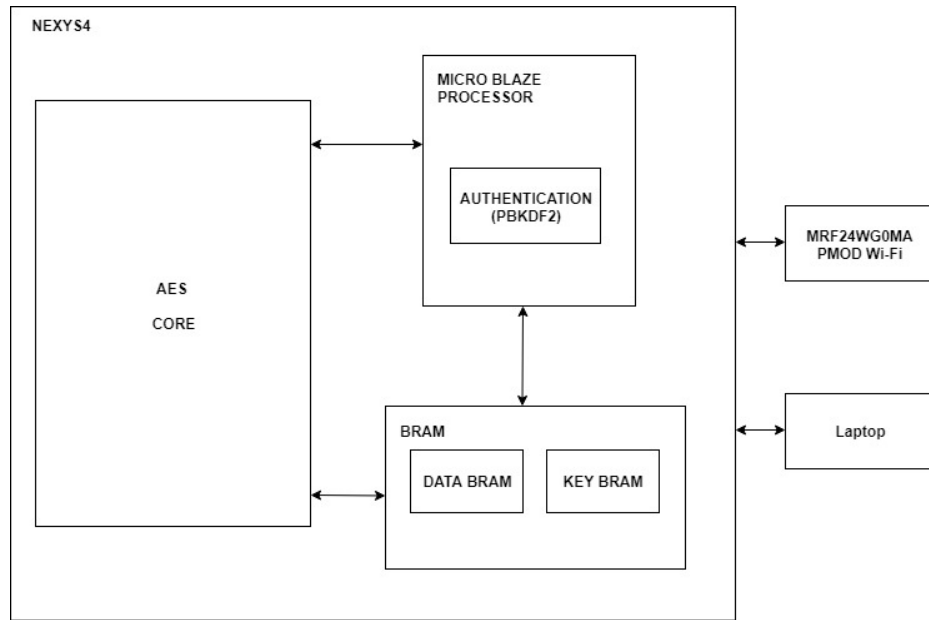 NEXYS4
MICRO BLAZE
PROCESSOR
AUTHENTICATION
(PBKDF2)
AES
CORE
MRF24WG0MA
PMOD Wi-Fi
Laptop
BRAM
DATA BRAM
KEY BRAM